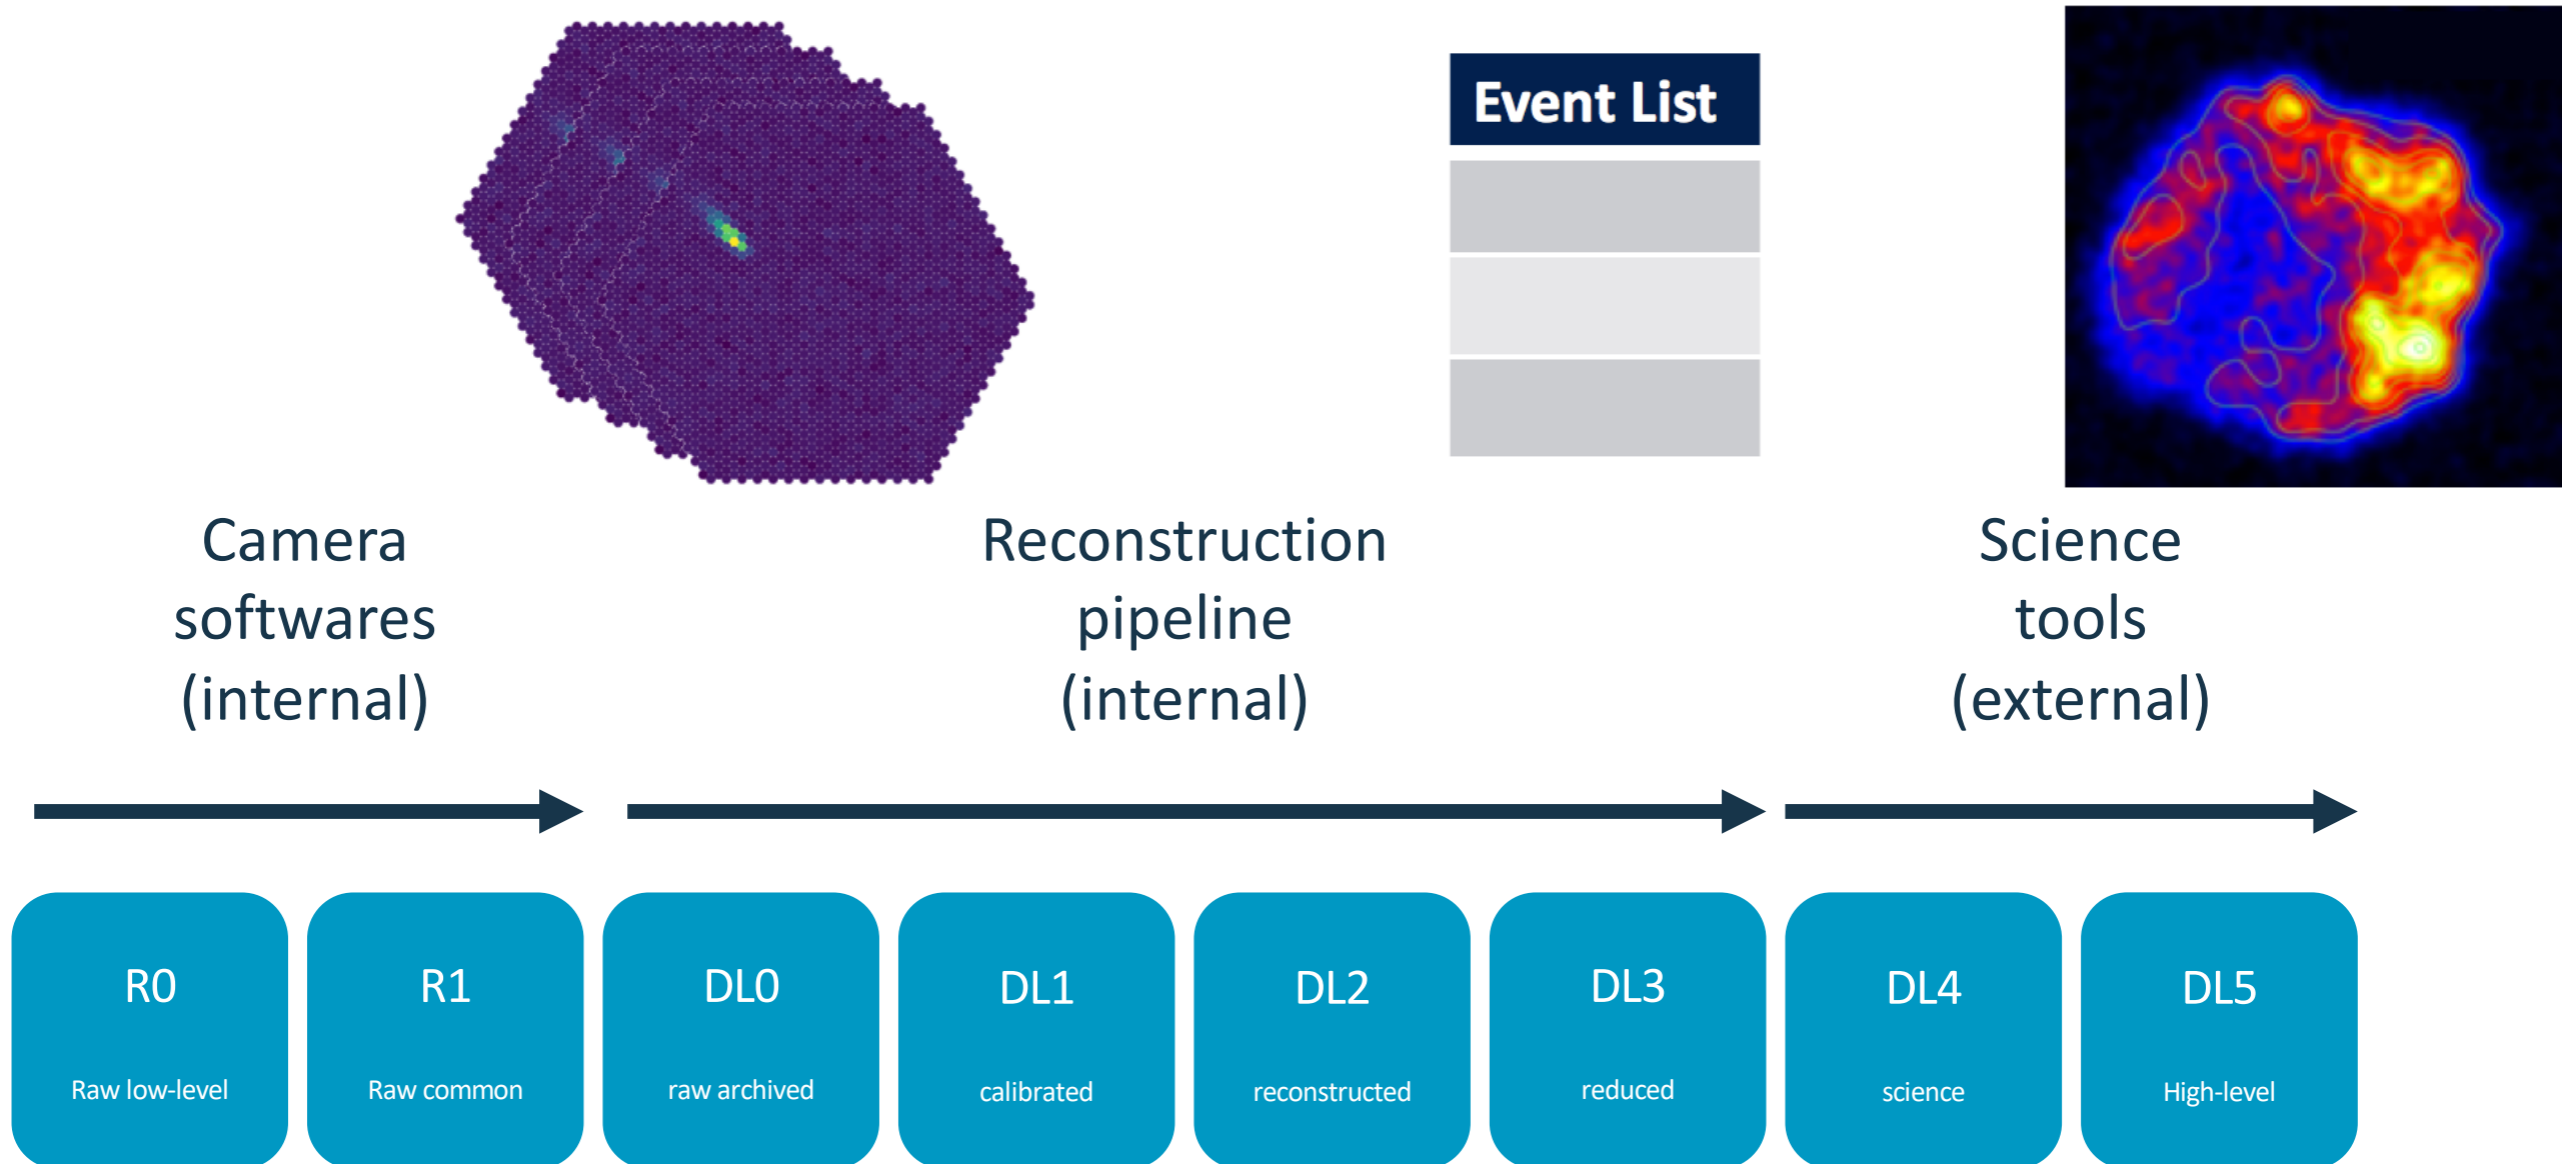 Event List
Camera
softwares
(internal)
Reconstruction
pipeline
(internal)
Science
tools
(external)
R0
Raw low-level
R1
Raw common
DL0
raw archived
DL1
calibrated
DL2
reconstructed
DL3
reduced
DL4
science
DL5
High-level